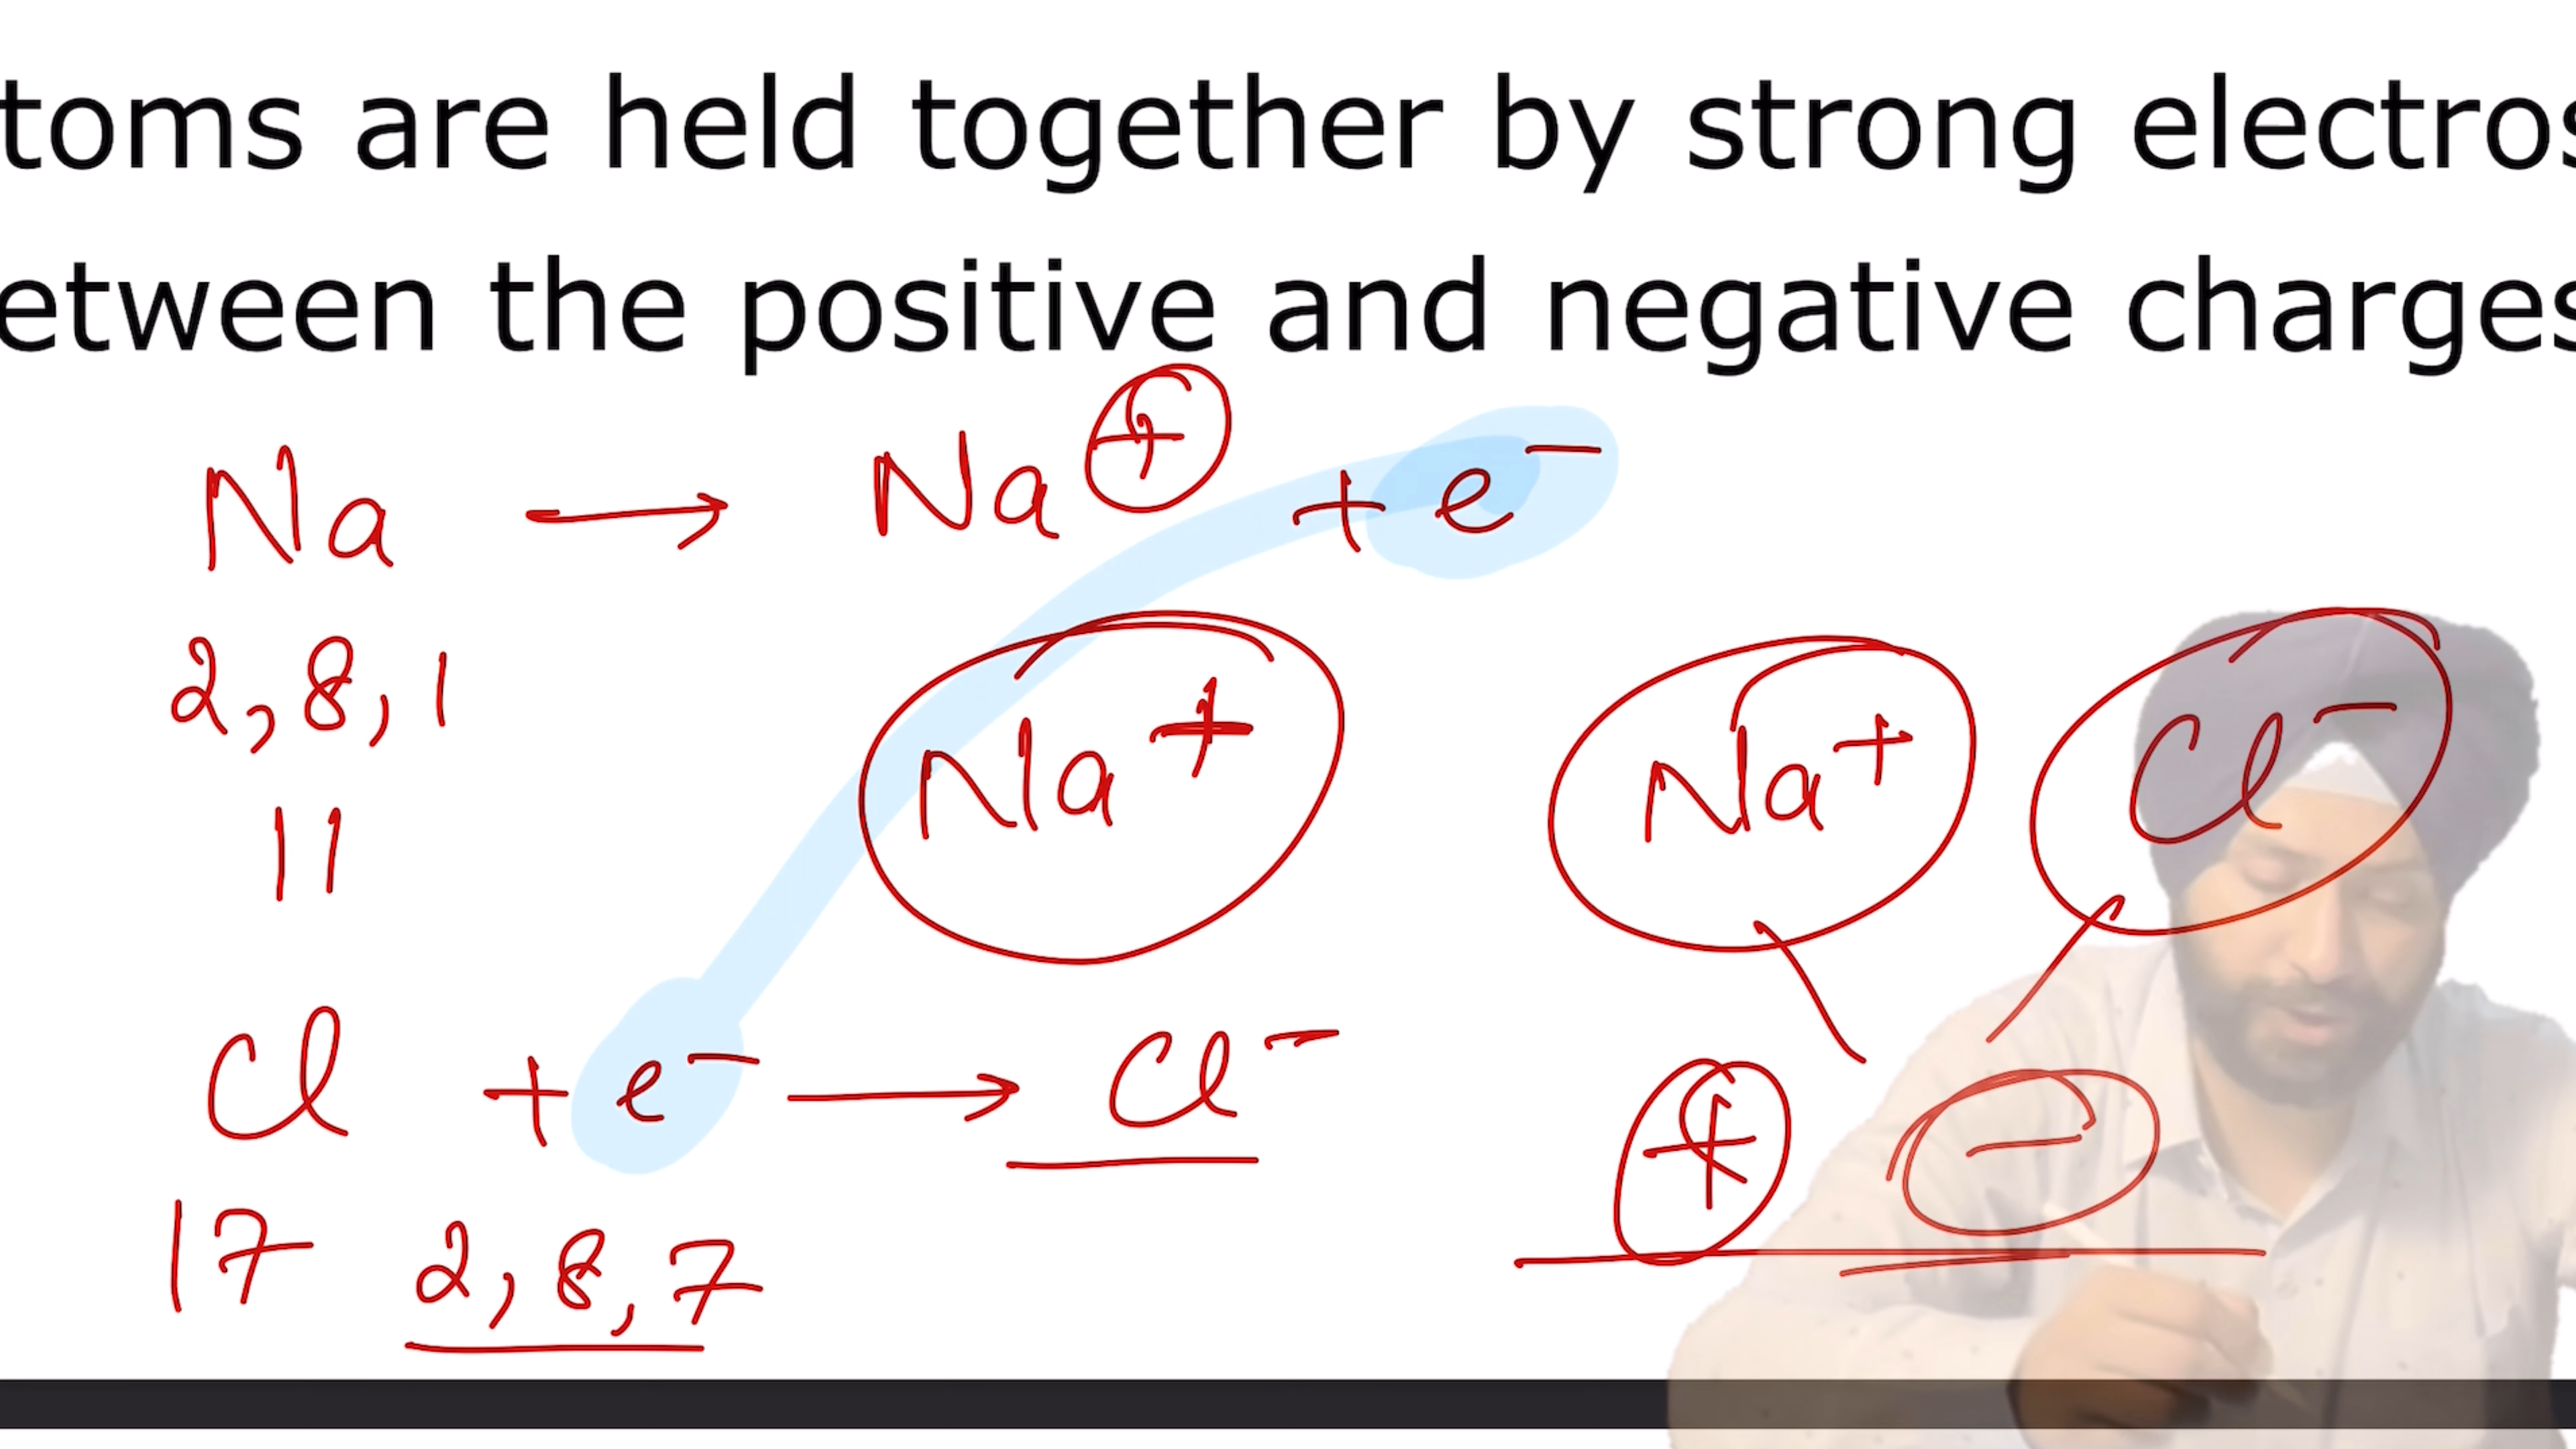 toms are held together by strong electros
etween the positive and negative charges
Na → Na⁺ + e⁻
2,8,1
11
Na⁺
Na⁺ Cl⁻
+ −
Cl + e⁻ → Cl⁻
17 2,8,7